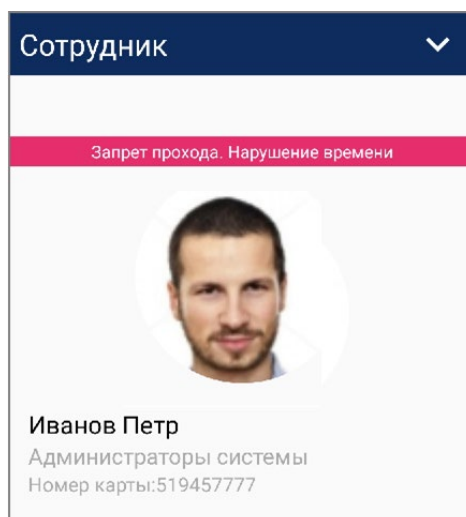 Сотрудник
Запрет прохода. Нарушение времени
Иванов Петр
Администраторы системы
Номер карты:519457777